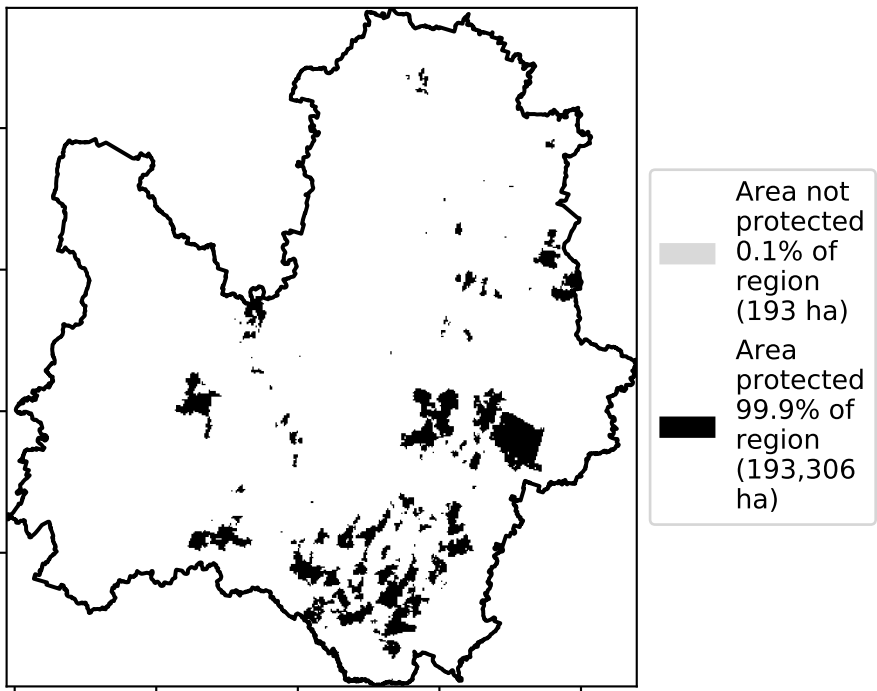 Area not
protected
0.1% of
region
(193 ha)
Area
protected
99.9% of
region
(193,306
ha)